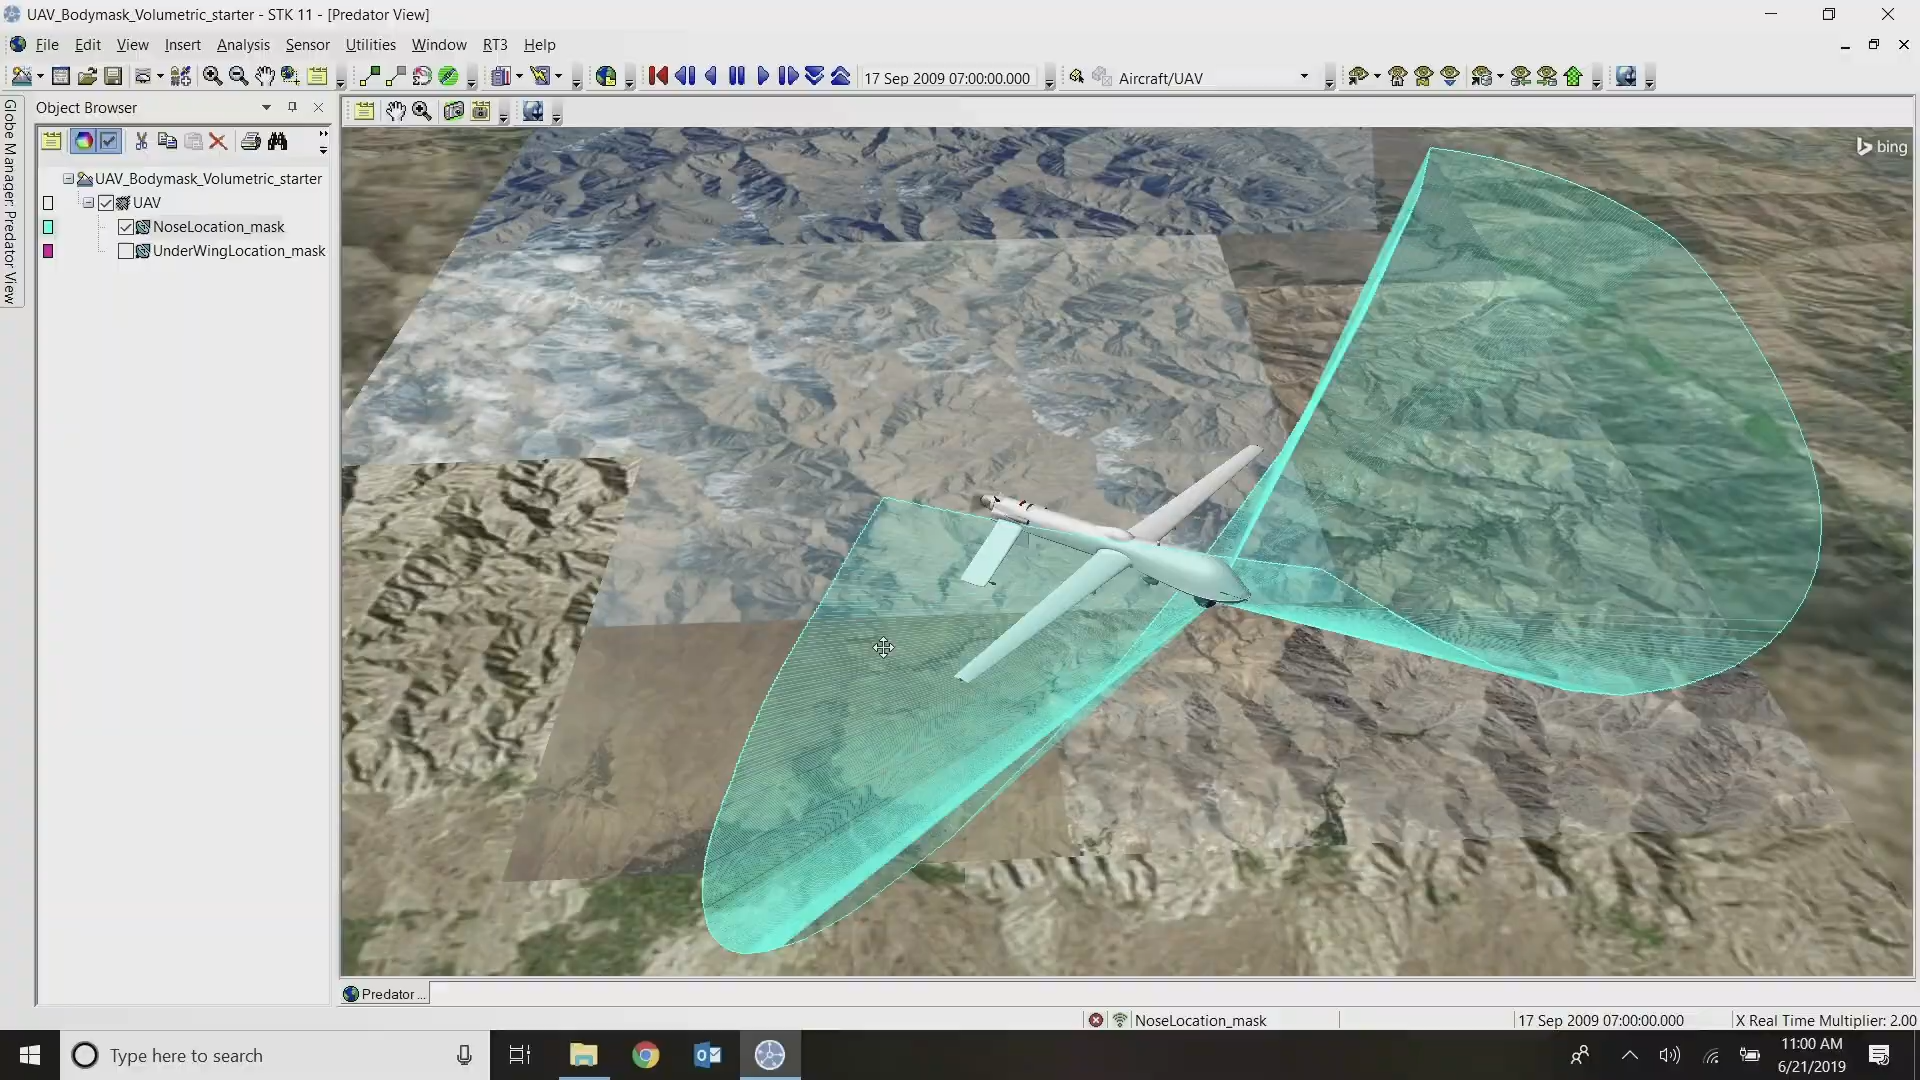 UAV_Bodymask_Volumetric_starter - STK 11 - [Predator View]
File Edit View Insert Analysis Sensor Utilities Window RT3 Help
17 Sep 2009 07:00:00.000
Aircraft/UAV
Globe Manager: Predator View
Object Browser
UAV_Bodymask_Volumetric_starter
UAV
NoseLocation_mask
UnderWingLocation_mask
bing
Predator ...
NoseLocation_mask
17 Sep 2009 07:00:00.000
X Real Time Multiplier: 2.00
Type here to search
11:00 AM
6/21/2019